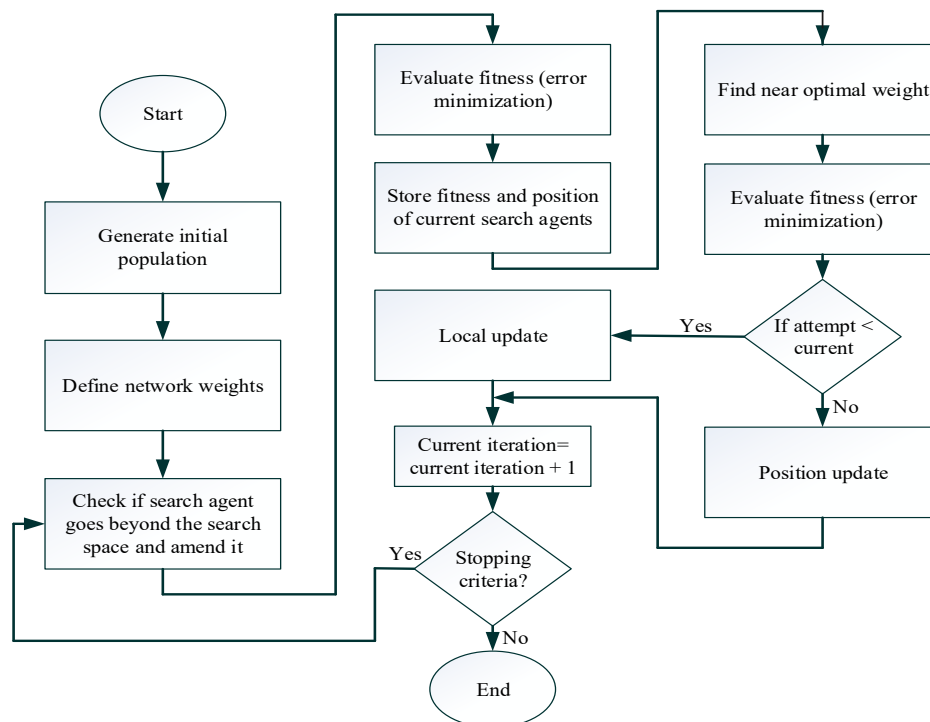 Start
Generate initial
population
Define network weights
Check if search agent
goes beyond the search
space and amend it
Evaluate fitness (error
minimization)
Store fitness and position
of current search agents
Find near optimal weight
Evaluate fitness (error
minimization)
If attempt <
current
Yes
No
Local update
Position update
Current iteration=
current iteration + 1
Stopping
criteria?
Yes
No
End